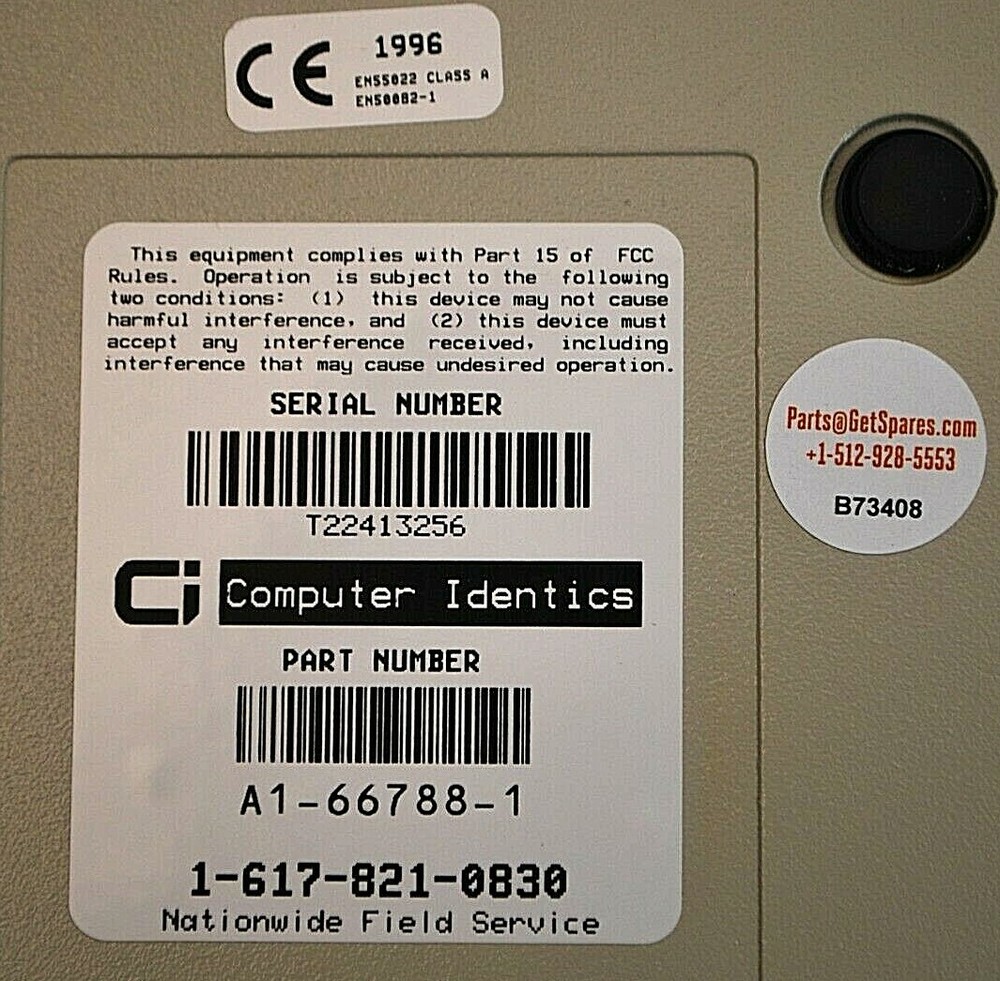 CE 1996
EN55022 CLASS A
EN50082-1
This equipment complies with Part 15 of FCC
Rules. Operation is subject to the following
two conditions: (1) this device may not cause
harmful interference, and (2) this device must
accept any interference received, including
interference that may cause undesired operation.
SERIAL NUMBER
T22413256
Ci Computer Identics
PART NUMBER
A1-66788-1
1-617-821-0830
Nationwide Field Service
Parts@GetSpares.com
+1-512-928-5553
B73408